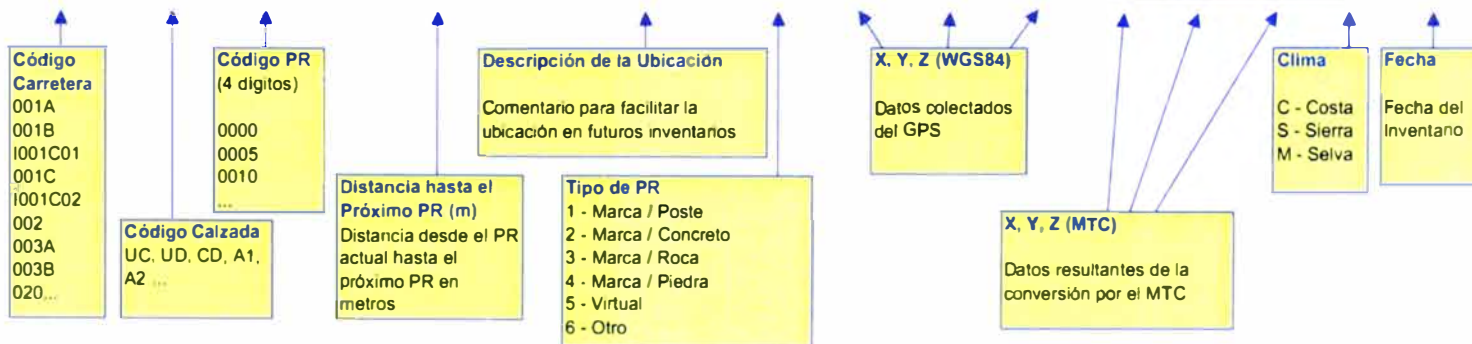 Código
Carretera
001A
001B
I001C01
001C
I001C02
002
003A
003B
020...
Código Calzada
UC, UD, CD, A1,
A2 ...
Código PR
(4 digitos)
0000
0005
0010
...
Distancia hasta el
Próximo PR (m)
Distancia desde el PR
actual hasta el
próximo PR en
metros
Descripción de la Ubicación
Comentario para facilitar la
ubicación en futuros inventarios
Tipo de PR
1 - Marca / Poste
2 - Marca / Concreto
3 - Marca / Roca
4 - Marca / Piedra
5 - Virtual
6 - Otro
X, Y, Z (WGS84)
Datos colectados
del GPS
X, Y, Z (MTC)
Datos resultantes de la
conversión por el MTC
Clima
C - Costa
S - Sierra
M - Selva
Fecha
Fecha del
Inventario